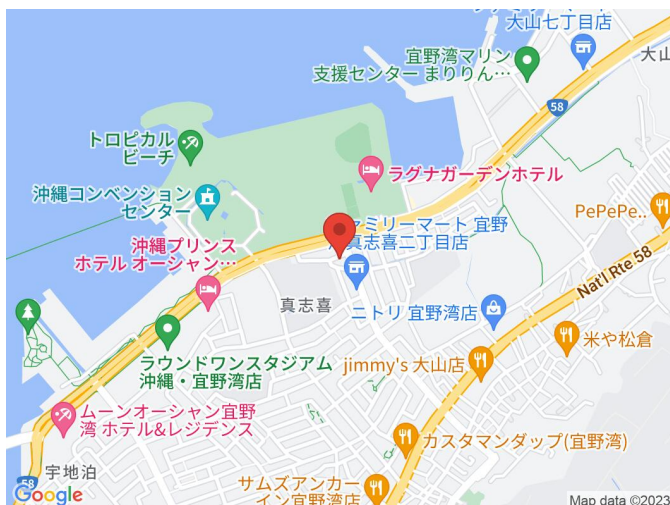 大山七丁目店
宜野湾マリン
支援センター まりりん…
大山
58
トロピカル
ビーチ
ラグナガーデンホテル
沖縄コンベンション
センター
PePePe..
沖縄プリンス
ホテル オーシャン…
ァミリーマート 宜野
真志喜二丁目店
Nat'l Rte 58
真志喜
ニトリ 宜野湾店
ラウンドワンスタジアム
沖縄・宜野湾店
jimmy's 大山店
米や松倉
ムーンオーシャン宜野
湾 ホテル&レジデンス
カスタマンダップ(宜野湾)
宇地泊
サムズアンカー
イン宜野湾店
58
Google
Map data ©2023